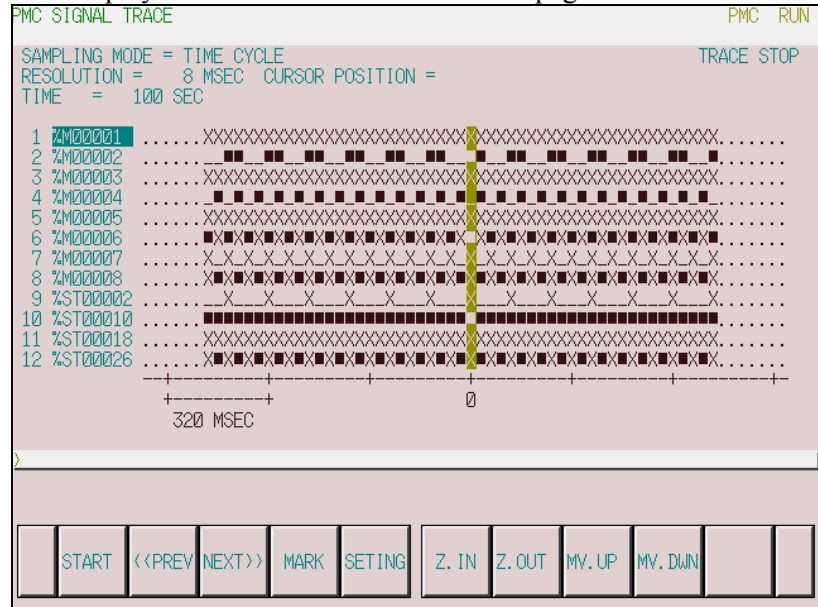 PMC SIGNAL TRACE PMC RUN
SAMPLING MODE = TIME CYCLE TRACE STOP
RESOLUTION = 8 MSEC CURSOR POSITION =
TIME = 100 SEC
1 %M00001
2 %M00002
3 %M00003
4 %M00004
5 %M00005
6 %M00006
7 %M00007
8 %M00008
9 %ST00002
10 %ST00010
11 %ST00018
12 %ST00026
0
320 MSEC
>
START <<PREV NEXT>> MARK SETING Z.IN Z.OUT MV.UP MV.DWN